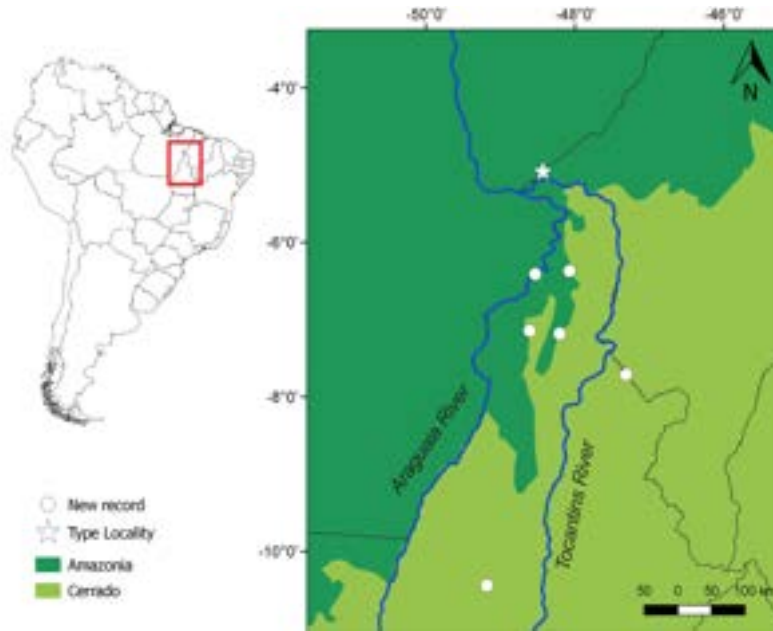 -50°0' -48°0' -46°0'
-4°0'
N
-6°0'
-8°0'
Araguaia River
Tocantins River
New record
Type Locality
Amazonia
Cerrado
-10°0'
50 0 50 100 km